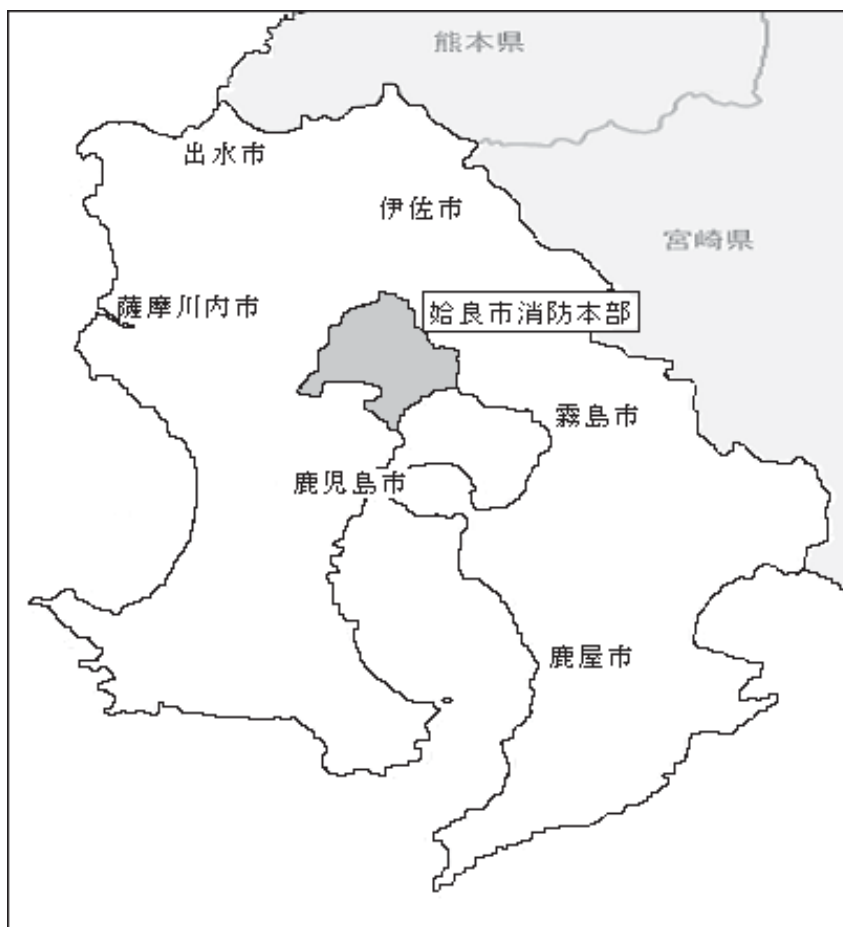 熊本県
出水市
伊佐市
宮崎県
薩摩川内市
姶良市消防本部
霧島市
鹿児島市
鹿屋市